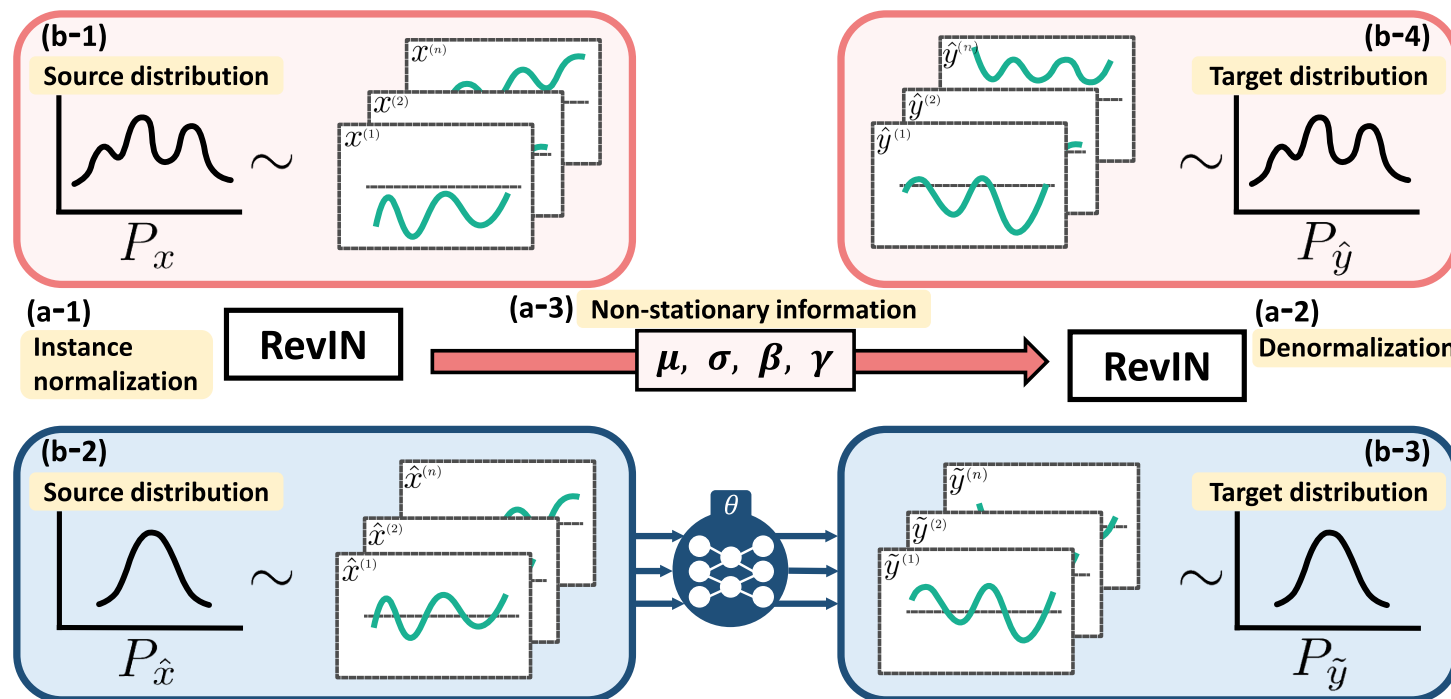 (b-1)
Source distribution
∼
P_x
x^{(n)}
x^{(2)}
x^{(1)}
(b-4)
Target distribution
ŷ^{(n)}
ŷ^{(2)}
ŷ^{(1)}
∼
P_ŷ
(a-1)
Instance
normalization
RevIN
(a-3)
Non-stationary information
μ, σ, β, γ
RevIN
(a-2)
Denormalization
(b-2)
Source distribution
∼
P_x̂
x̂^{(n)}
x̂^{(2)}
x̂^{(1)}
θ
(b-3)
Target distribution
ỹ^{(n)}
ỹ^{(2)}
ỹ^{(1)}
∼
P_ỹ